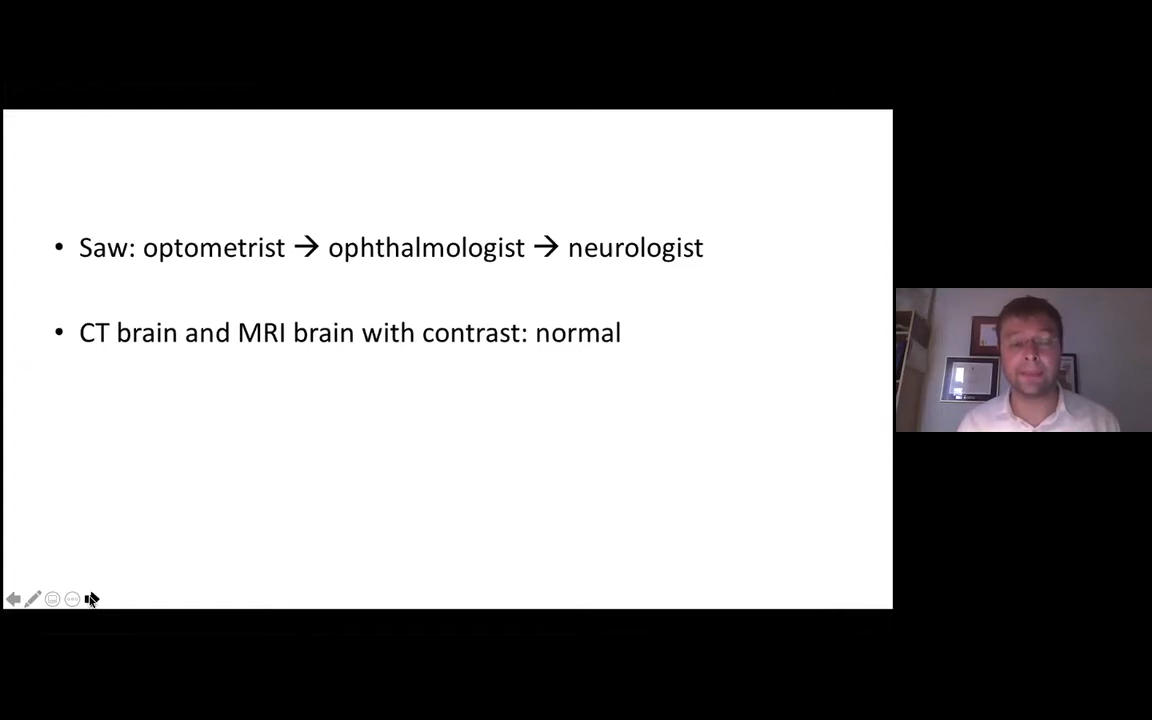 • Saw: optometrist → ophthalmologist → neurologist
• CT brain and MRI brain with contrast: normal